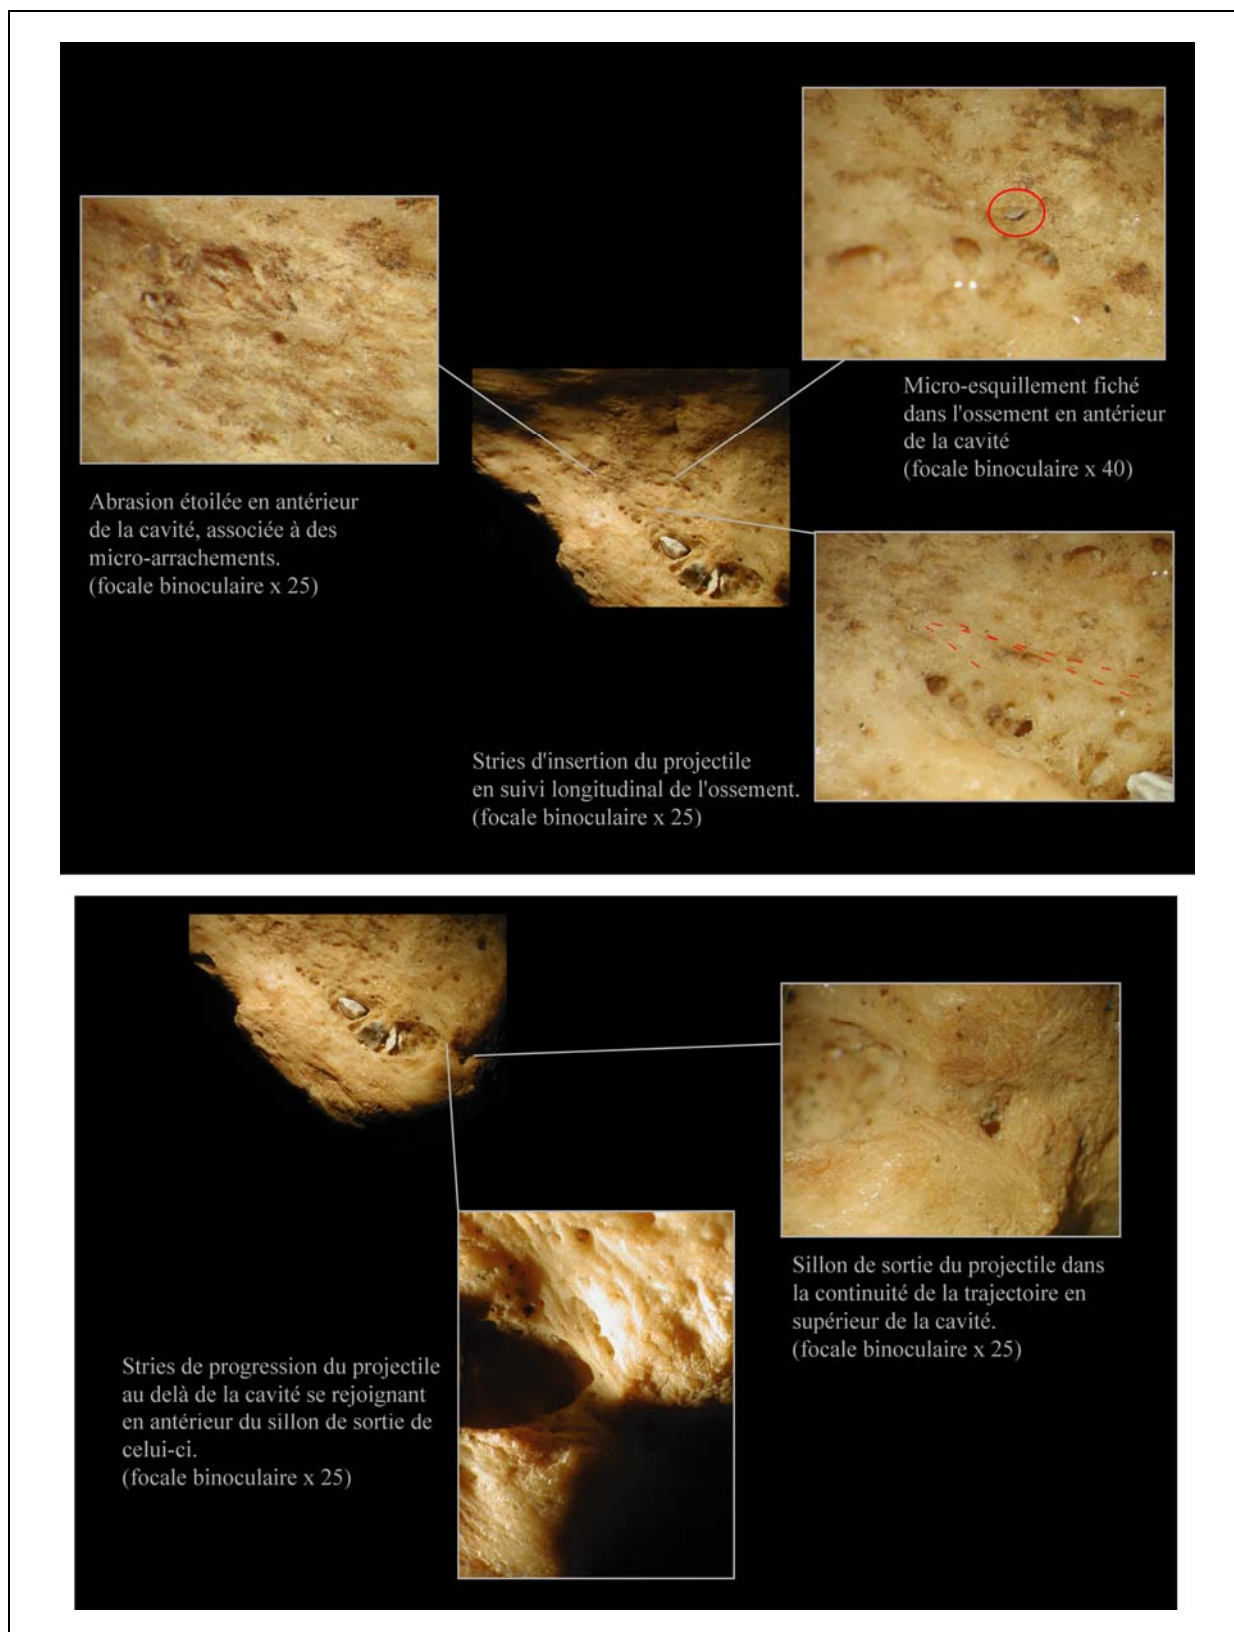 Micro-esquillement fiché
dans l'ossement en antérieur
de la cavité
(focale binoculaire x 40)
Abrasion étoilée en antérieur
de la cavité, associée à des
micro-arrachements.
(focale binoculaire x 25)
Stries d'insertion du projectile
en suivi longitudinal de l'ossement.
(focale binoculaire x 25)
Sillon de sortie du projectile dans
la continuité de la trajectoire en
supérieur de la cavité.
(focale binoculaire x 25)
Stries de progression du projectile
au delà de la cavité se rejoignant
en antérieur du sillon de sortie de
celui-ci.
(focale binoculaire x 25)